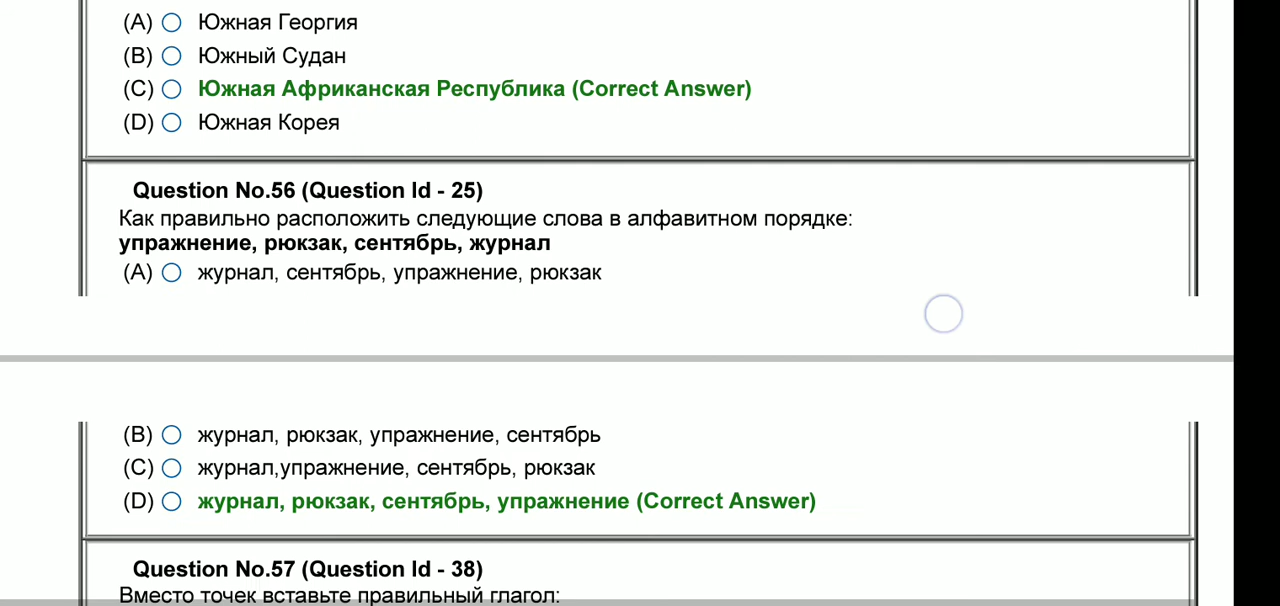 (A) Южная Георгия
(B) Южный Судан
(C) Южная Африканская Республика (Correct Answer)
(D) Южная Корея
Question No.56 (Question Id - 25)
Как правильно расположить следующие слова в алфавитном порядке:
упражнение, рюкзак, сентябрь, журнал
(A) журнал, сентябрь, упражнение, рюкзак
(B) журнал, рюкзак, упражнение, сентябрь
(C) журнал,упражнение, сентябрь, рюкзак
(D) журнал, рюкзак, сентябрь, упражнение (Correct Answer)
Question No.57 (Question Id - 38)
Вместо точек вставьте правильный глагол: